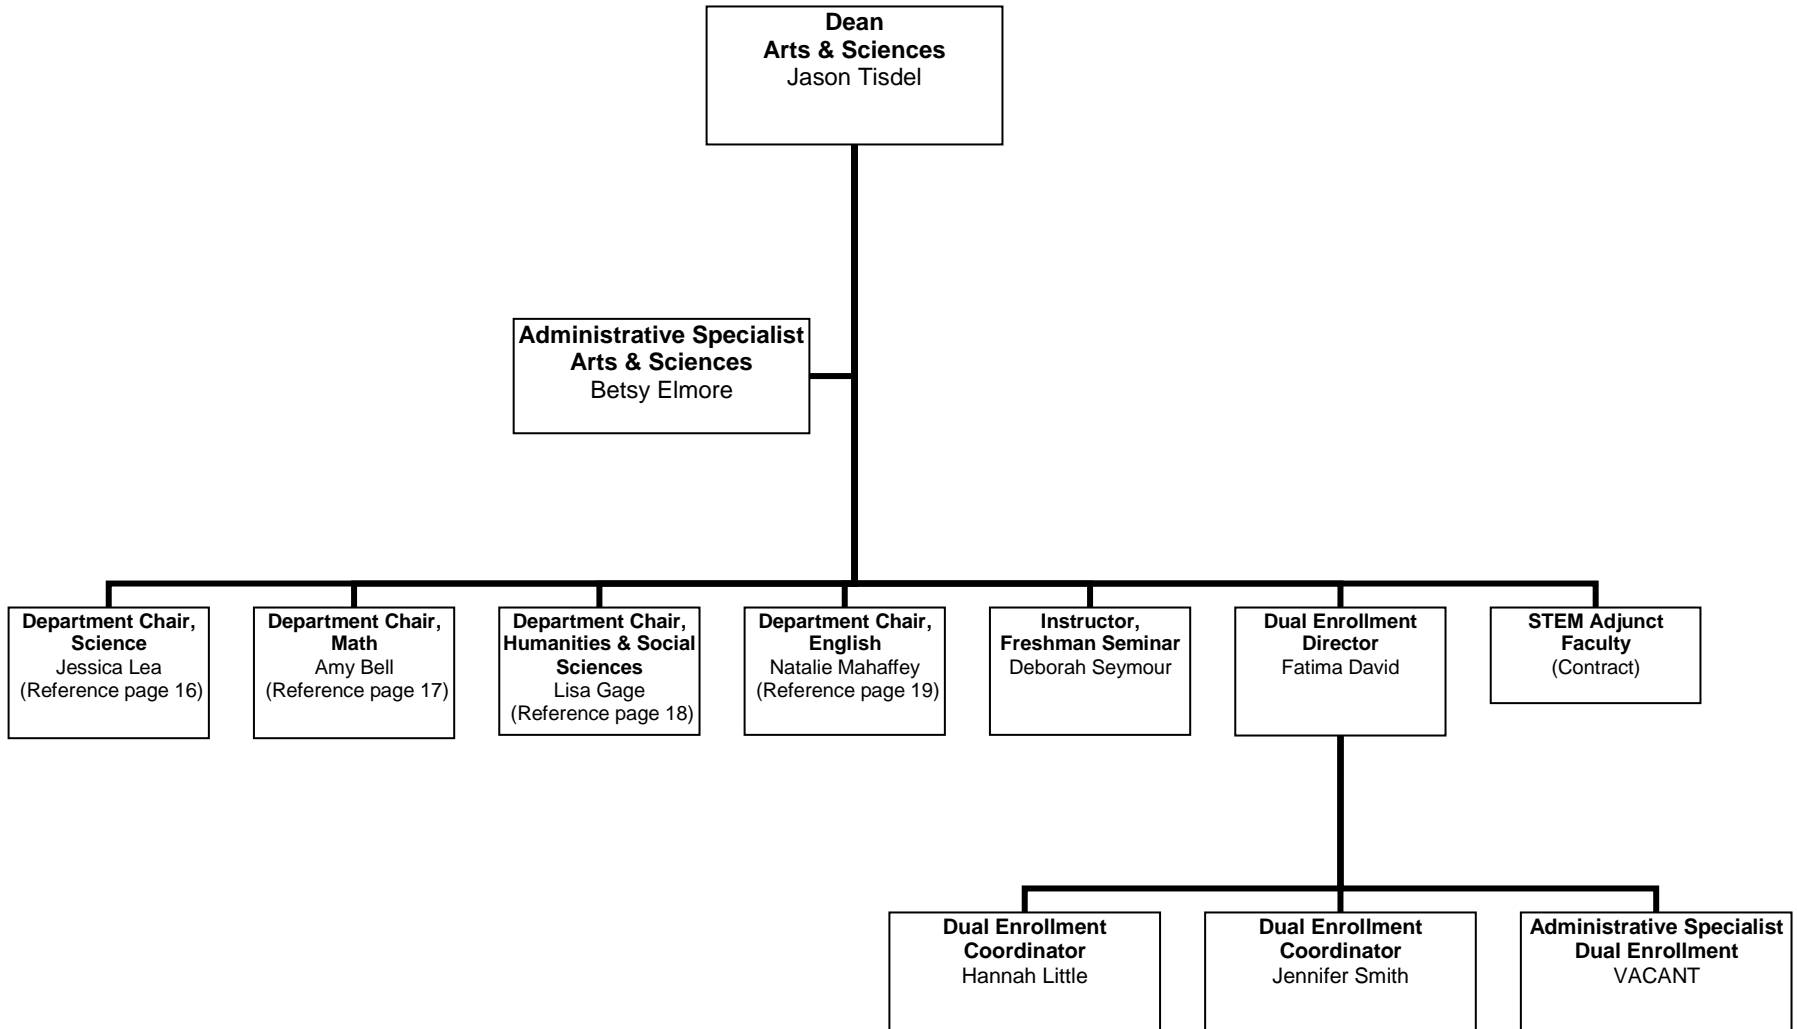 Dean
Arts & Sciences
Jason Tisdel
Administrative Specialist
Arts & Sciences
Betsy Elmore
Department Chair,
Science
Jessica Lea
(Reference page 16)
Department Chair,
Math
Amy Bell
(Reference page 17)
Department Chair,
Humanities & Social
Sciences
Lisa Gage
(Reference page 18)
Department Chair,
English
Natalie Mahaffey
(Reference page 19)
Instructor,
Freshman Seminar
Deborah Seymour
Dual Enrollment
Director
Fatima David
STEM Adjunct
Faculty
(Contract)
Dual Enrollment
Coordinator
Hannah Little
Dual Enrollment
Coordinator
Jennifer Smith
Administrative Specialist
Dual Enrollment
VACANT